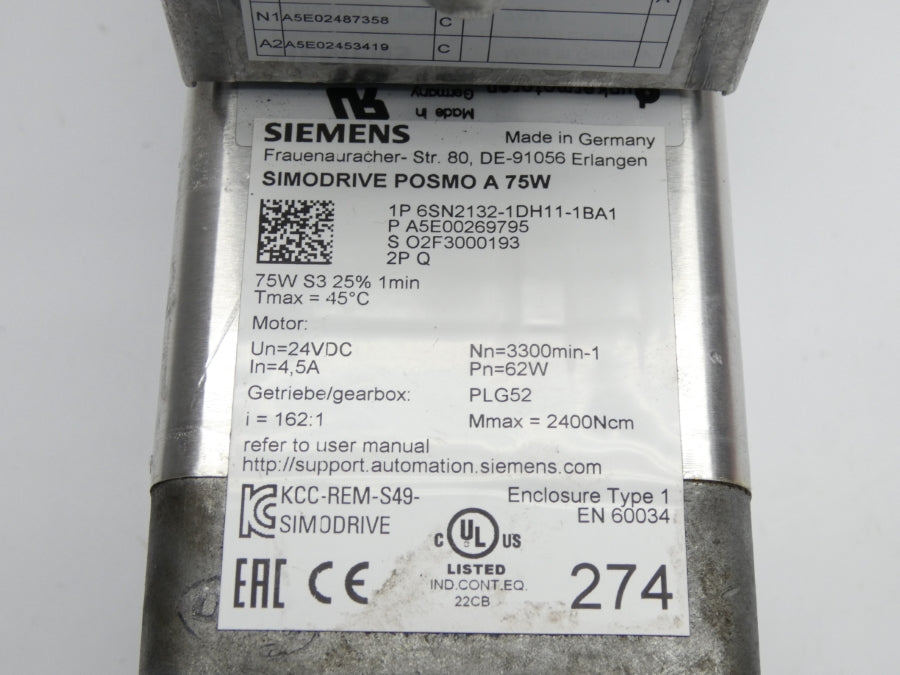 N1 A5E02487358 C
A2 A5E02453419 C
Made in
Germany
SIEMENS Made in Germany
Frauenauracher- Str. 80, DE-91056 Erlangen
SIMODRIVE POSMO A 75W
1P 6SN2132-1DH11-1BA1
P A5E00269795
S O2F3000193
2P Q
75W S3 25% 1min
Tmax = 45°C
Motor:
Un=24VDC Nn=3300min-1
In=4,5A Pn=62W
Getriebe/gearbox: PLG52
i = 162:1 Mmax = 2400Ncm
refer to user manual
http://support.automation.siemens.com
KCC-REM-S49- Enclosure Type 1
SIMODRIVE EN 60034
C UL US
LISTED
EAC CE IND.CONT.EQ. 274
22CB